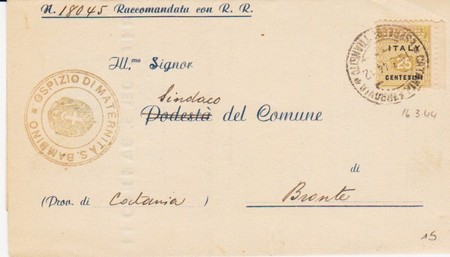 N. 18045 Raccomandata con R. R.
ITALY
25
CENTESIMI
Ill.mo Signor
OSPIZIO DI MATERNITÀ S. BAMBINO
Sindaco
Podestà del Comune
16 3.44
di
(Prov. di Catania) Bronte
15